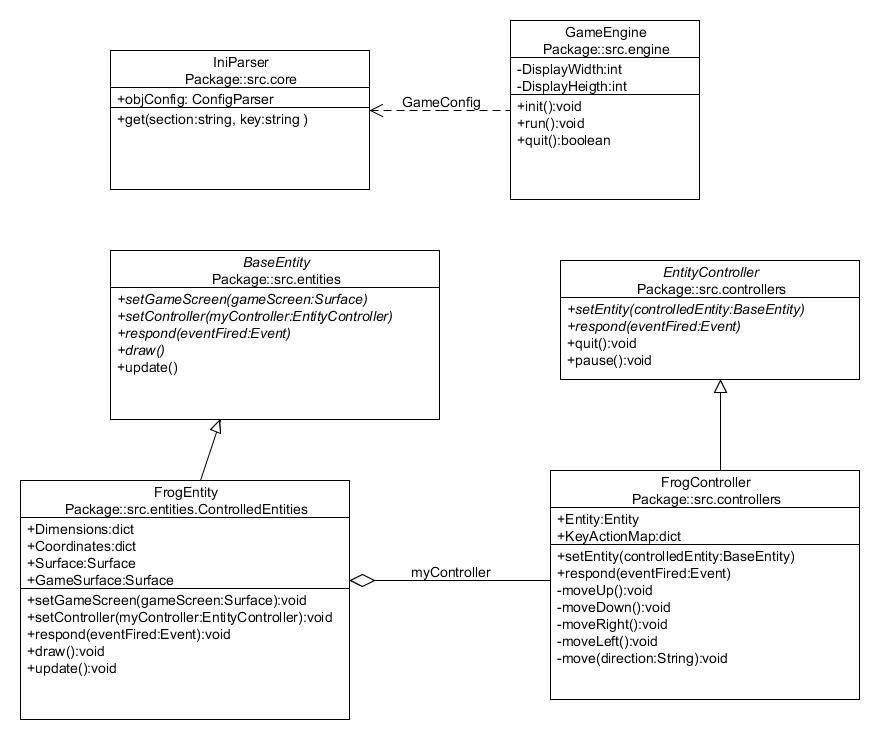 IniParser
Package::src.core
+objConfig: ConfigParser
+get(section:string, key:string )
GameConfig
GameEngine
Package::src.engine
-DisplayWidth:int
-DisplayHeigth:int
+init():void
+run():void
+quit():boolean
BaseEntity
Package::src.entities
+setGameScreen(gameScreen:Surface)
+setController(myController:EntityController)
+respond(eventFired:Event)
+draw()
+update()
EntityController
Package::src.controllers
+setEntity(controlledEntity:BaseEntity)
+respond(eventFired:Event)
+quit():void
+pause():void
FrogEntity
Package::src.entities.ControlledEntities
+Dimensions:dict
+Coordinates:dict
+Surface:Surface
+GameSurface:Surface
+setGameScreen(gameScreen:Surface):void
+setController(myController:EntityController):void
+respond(eventFired:Event):void
+draw():void
+update():void
myController
FrogController
Package::src.controllers
+Entity:Entity
+KeyActionMap:dict
+setEntity(controlledEntity:BaseEntity)
+respond(eventFired:Event)
-moveUp():void
-moveDown():void
-moveRight():void
-moveLeft():void
-move(direction:String):void